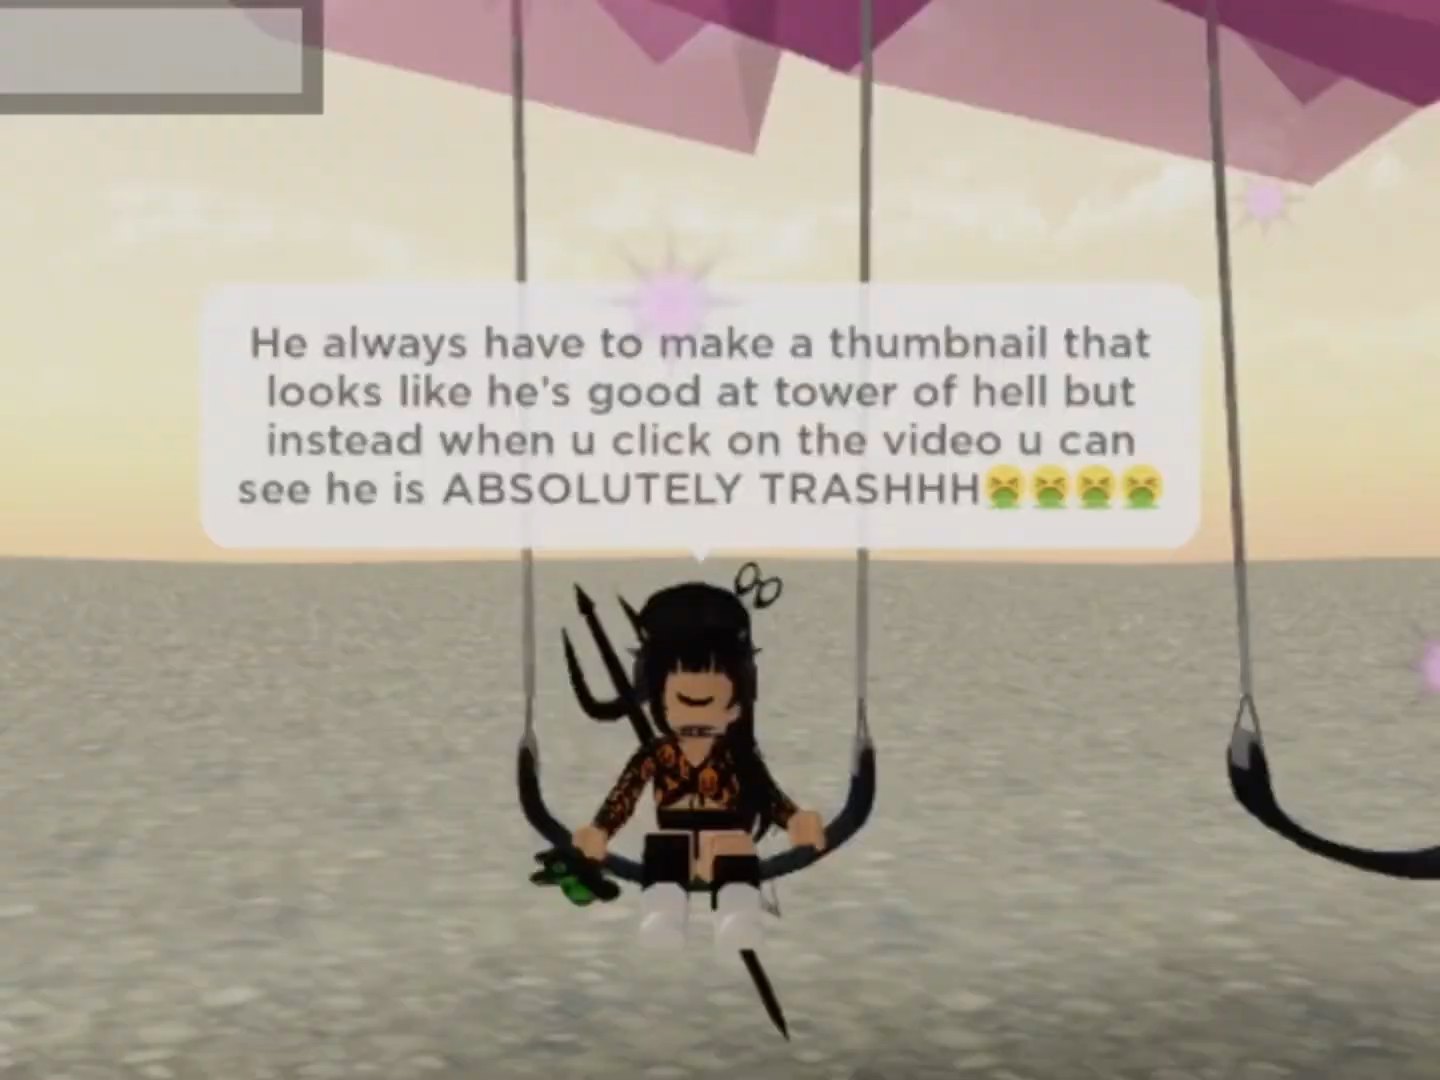 He always have to make a thumbnail that
looks like he's good at tower of hell but
instead when u click on the video u can
see he is ABSOLUTELY TRASHHH🤮🤮🤮🤮